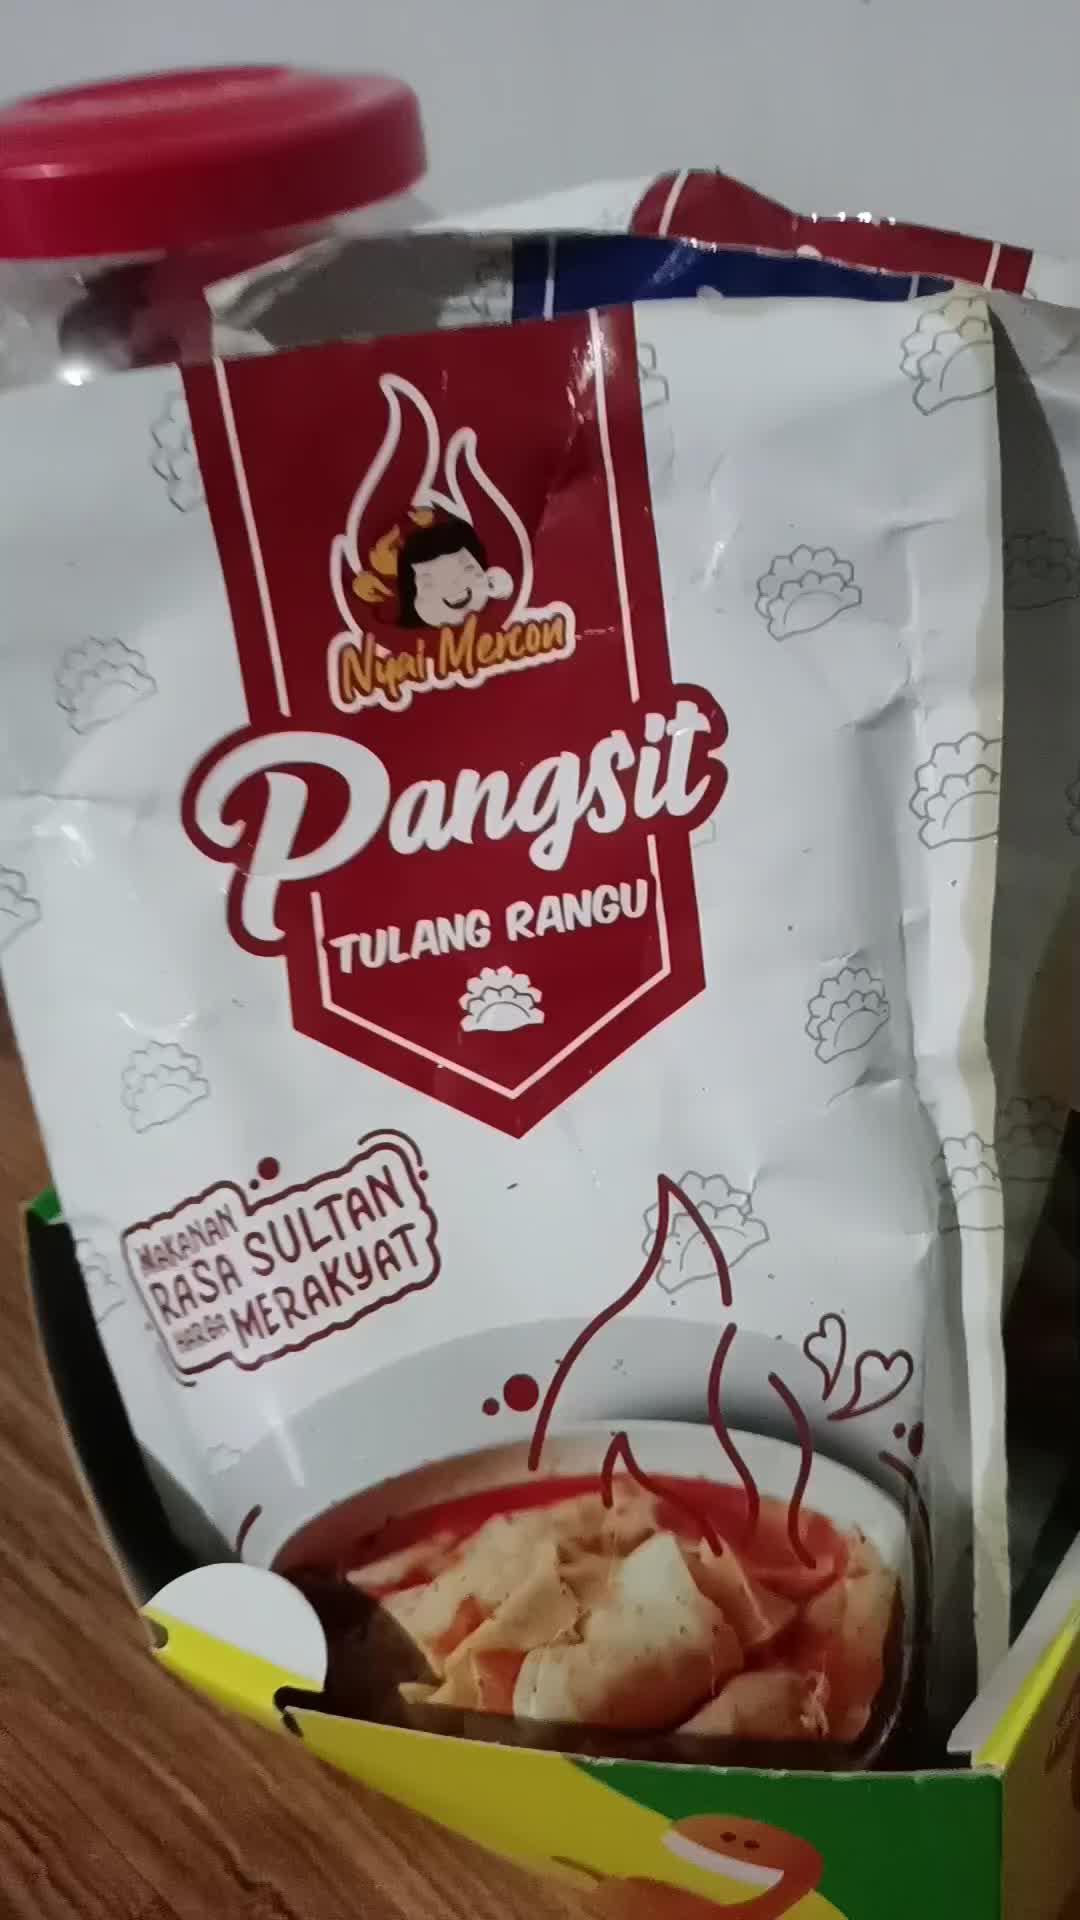 Nyai Mercon
Pangsit
TULANG RANGU
MAKANAN
RASA SULTAN
HARGA MERAKYAT